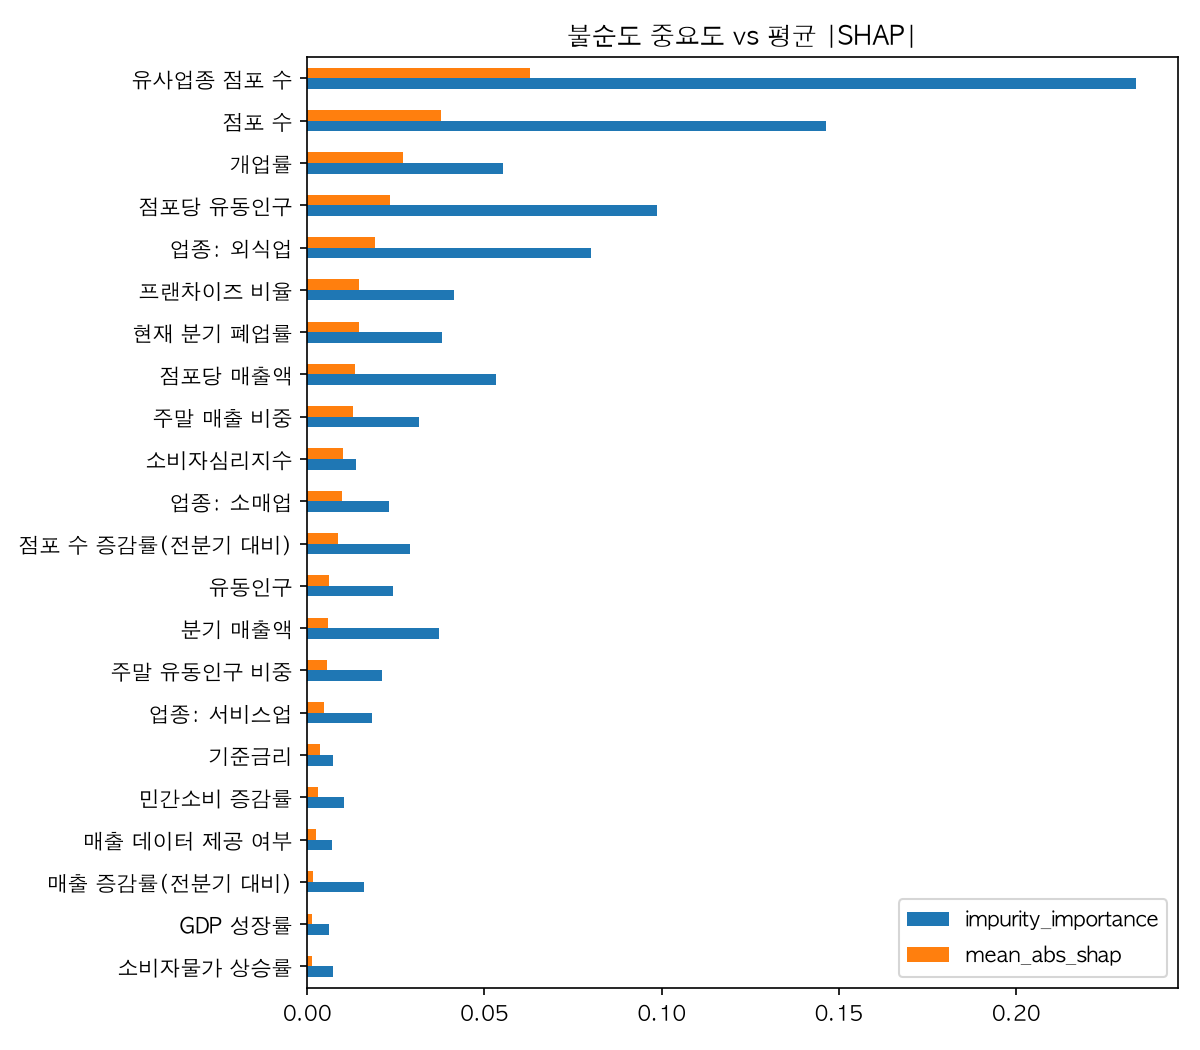 불순도 중요도 vs 평균 |SHAP|
유사업종 점포 수
점포 수
개업률
점포당 유동인구
업종: 외식업
프랜차이즈 비율
현재 분기 폐업률
점포당 매출액
주말 매출 비중
소비자심리지수
업종: 소매업
점포 수 증감률(전분기 대비)
유동인구
분기 매출액
주말 유동인구 비중
업종: 서비스업
기준금리
민간소비 증감률
매출 데이터 제공 여부
매출 증감률(전분기 대비)
GDP 성장률
소비자물가 상승률
impurity_importance
mean_abs_shap
0.00 0.05 0.10 0.15 0.20